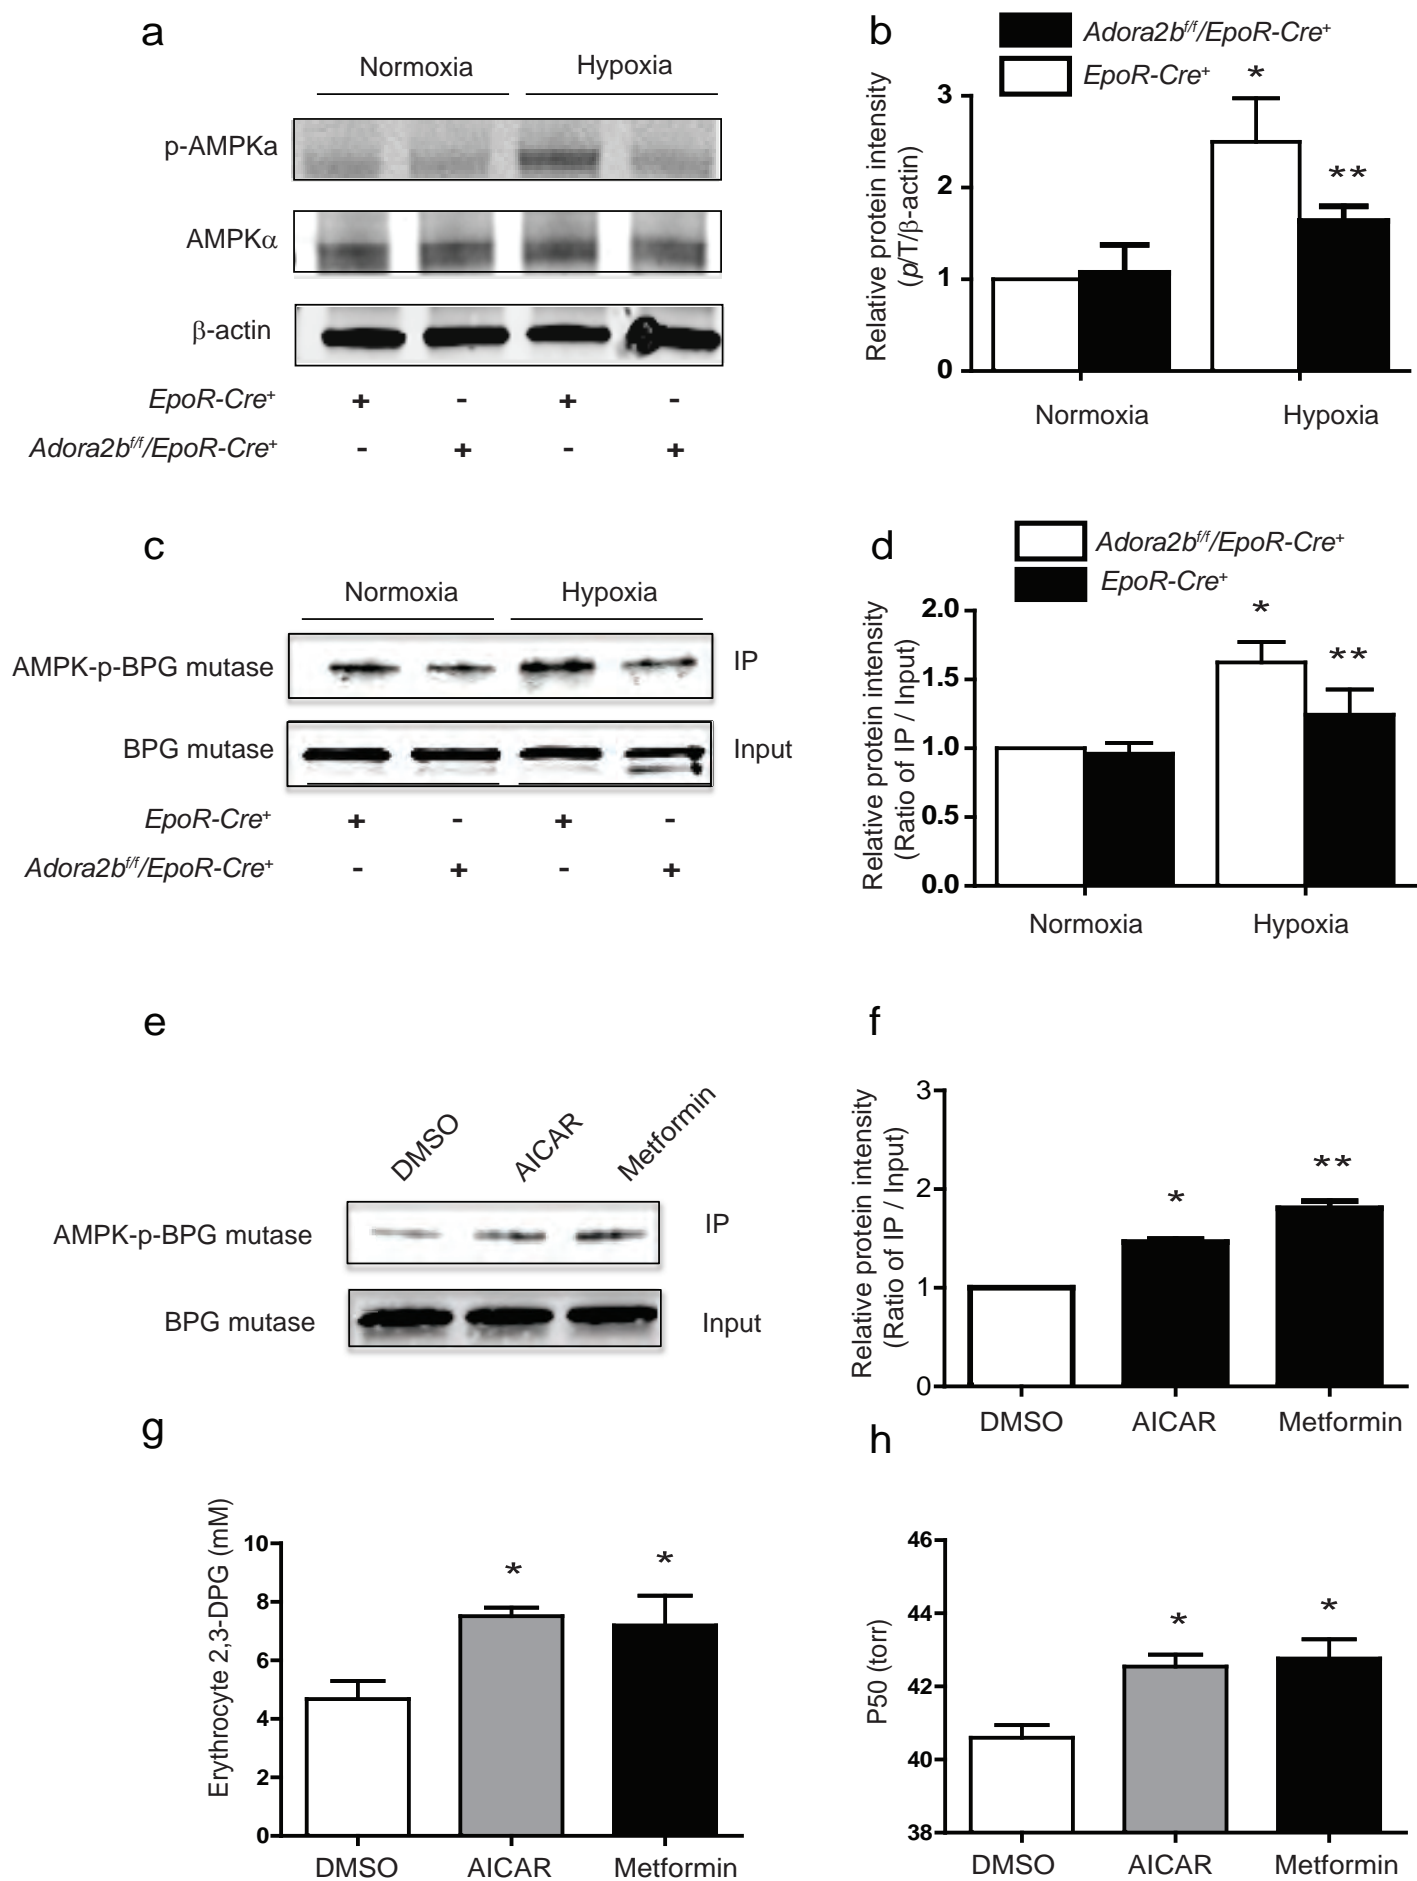 a
Normoxia Hypoxia
p-AMPKa
AMPKα
β-actin
EpoR-Cre+ + - + -
Adora2bf/f/EpoR-Cre+ - + - +
b
Adora2bf/f/EpoR-Cre+
EpoR-Cre+
Relative protein intensity
(p/T/β-actin)
3
2
1
0
*
**
Normoxia Hypoxia
c
Normoxia Hypoxia
AMPK-p-BPG mutase IP
BPG mutase Input
EpoR-Cre+ + - + -
Adora2bf/f/EpoR-Cre+ - + - +
d
Adora2bf/f/EpoR-Cre+
EpoR-Cre+
Relative protein intensity
(Ratio of IP / Input)
2.0
1.5
1.0
0.5
0.0
*
**
Normoxia Hypoxia
e
DMSO AICAR Metformin
AMPK-p-BPG mutase IP
BPG mutase Input
f
Relative protein intensity
(Ratio of IP / Input)
3
2
1
0
*
**
DMSO AICAR Metformin
g
Erythrocyte 2,3-DPG (mM)
10
8
6
4
2
0
* *
DMSO AICAR Metformin
h
P50 (torr)
46
44
42
40
38
* *
DMSO AICAR Metformin